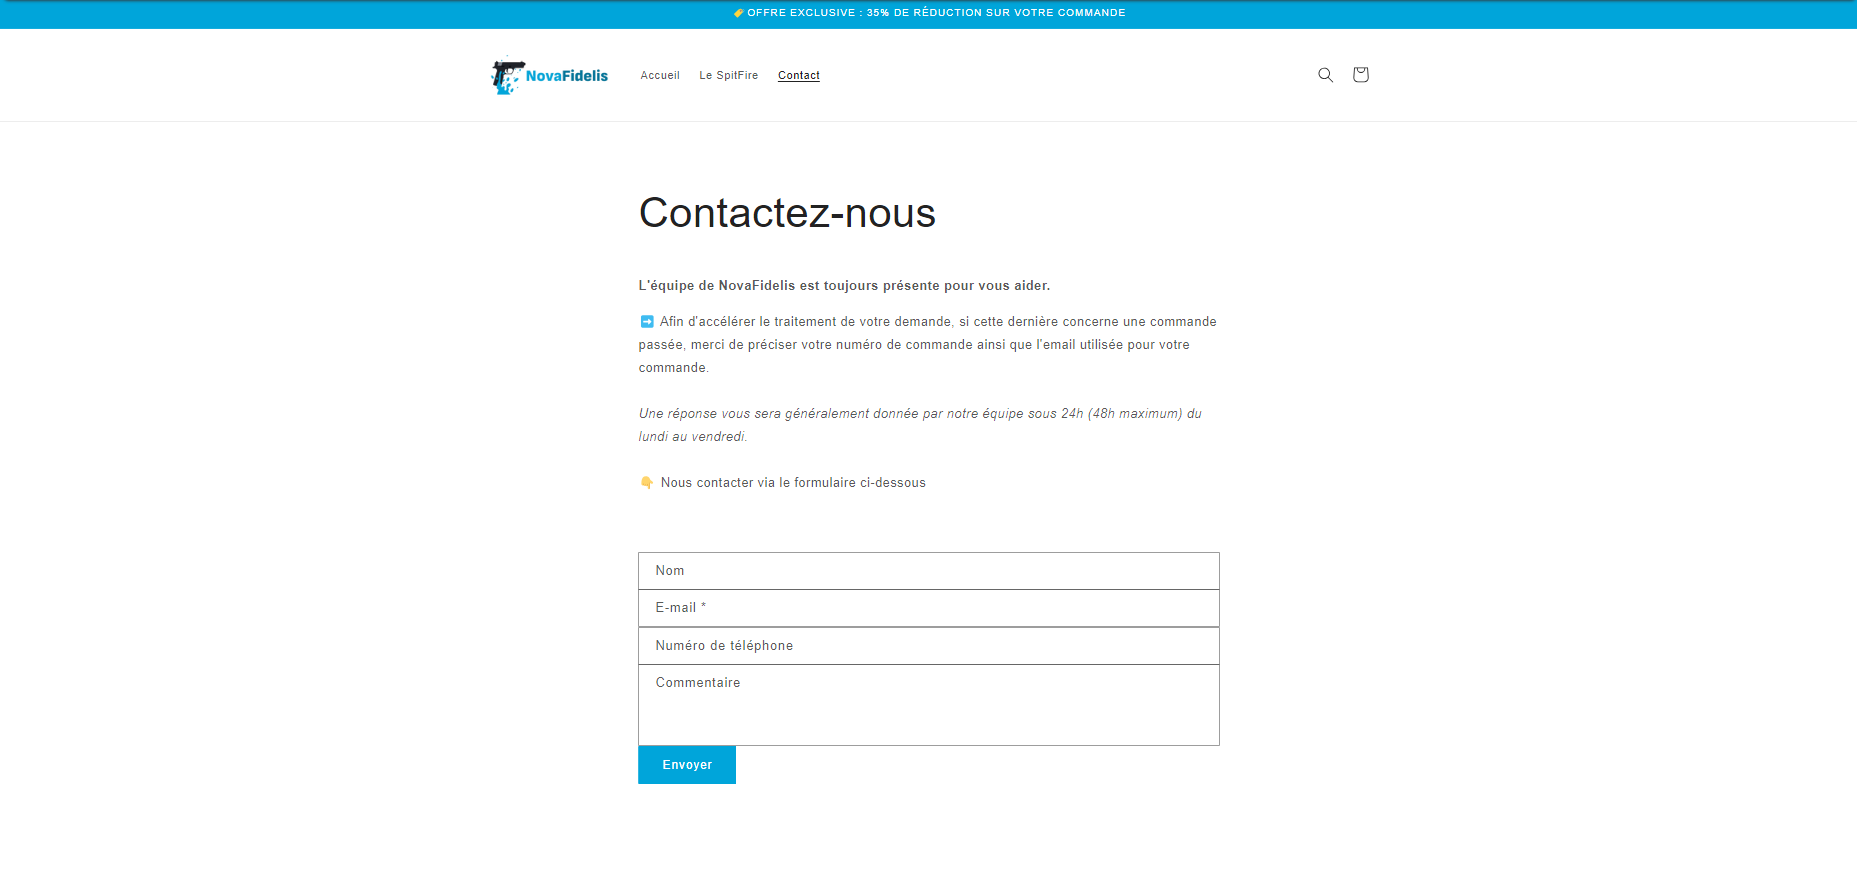 OFFRE EXCLUSIVE : 35% DE RÉDUCTION SUR VOTRE COMMANDE
NovaFidelis Accueil Le SpitFire Contact
Contactez-nous
L'équipe de NovaFidelis est toujours présente pour vous aider.
➡️ Afin d'accélérer le traitement de votre demande, si cette dernière concerne une commande
passée, merci de préciser votre numéro de commande ainsi que l'email utilisée pour votre
commande.
Une réponse vous sera généralement donnée par notre équipe sous 24h (48h maximum) du
lundi au vendredi.
👇 Nous contacter via le formulaire ci-dessous
Nom
E-mail *
Numéro de téléphone
Commentaire
Envoyer